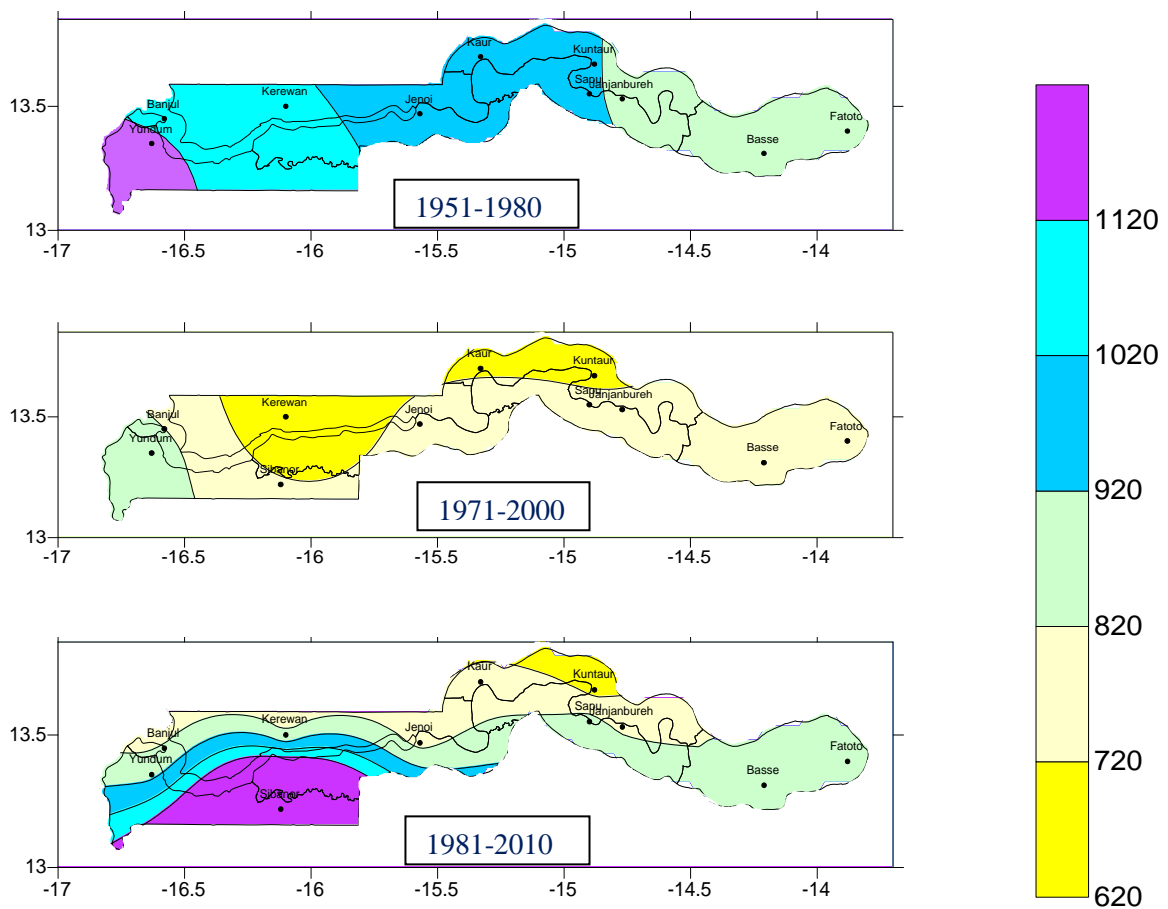 Kaur
Kuntaur
Sapu
Janjanbureh
Banjul
Kerewan
Jenoi
Yundum
Fatoto
Basse
13.5
13
1951-1980
-17 -16.5 -16 -15.5 -15 -14.5 -14
Kaur
Kuntaur
Sapu
Janjanbureh
Banjul
Kerewan
Jenoi
Yundum
Sibanor
Fatoto
Basse
13.5
13
1971-2000
-17 -16.5 -16 -15.5 -15 -14.5 -14
Kaur
Kuntaur
Sapu
Janjanbureh
Banjul
Kerewan
Jenoi
Yundum
Sibanor
Fatoto
Basse
13.5
13
1981-2010
-17 -16.5 -16 -15.5 -15 -14.5 -14
1120
1020
920
820
720
620